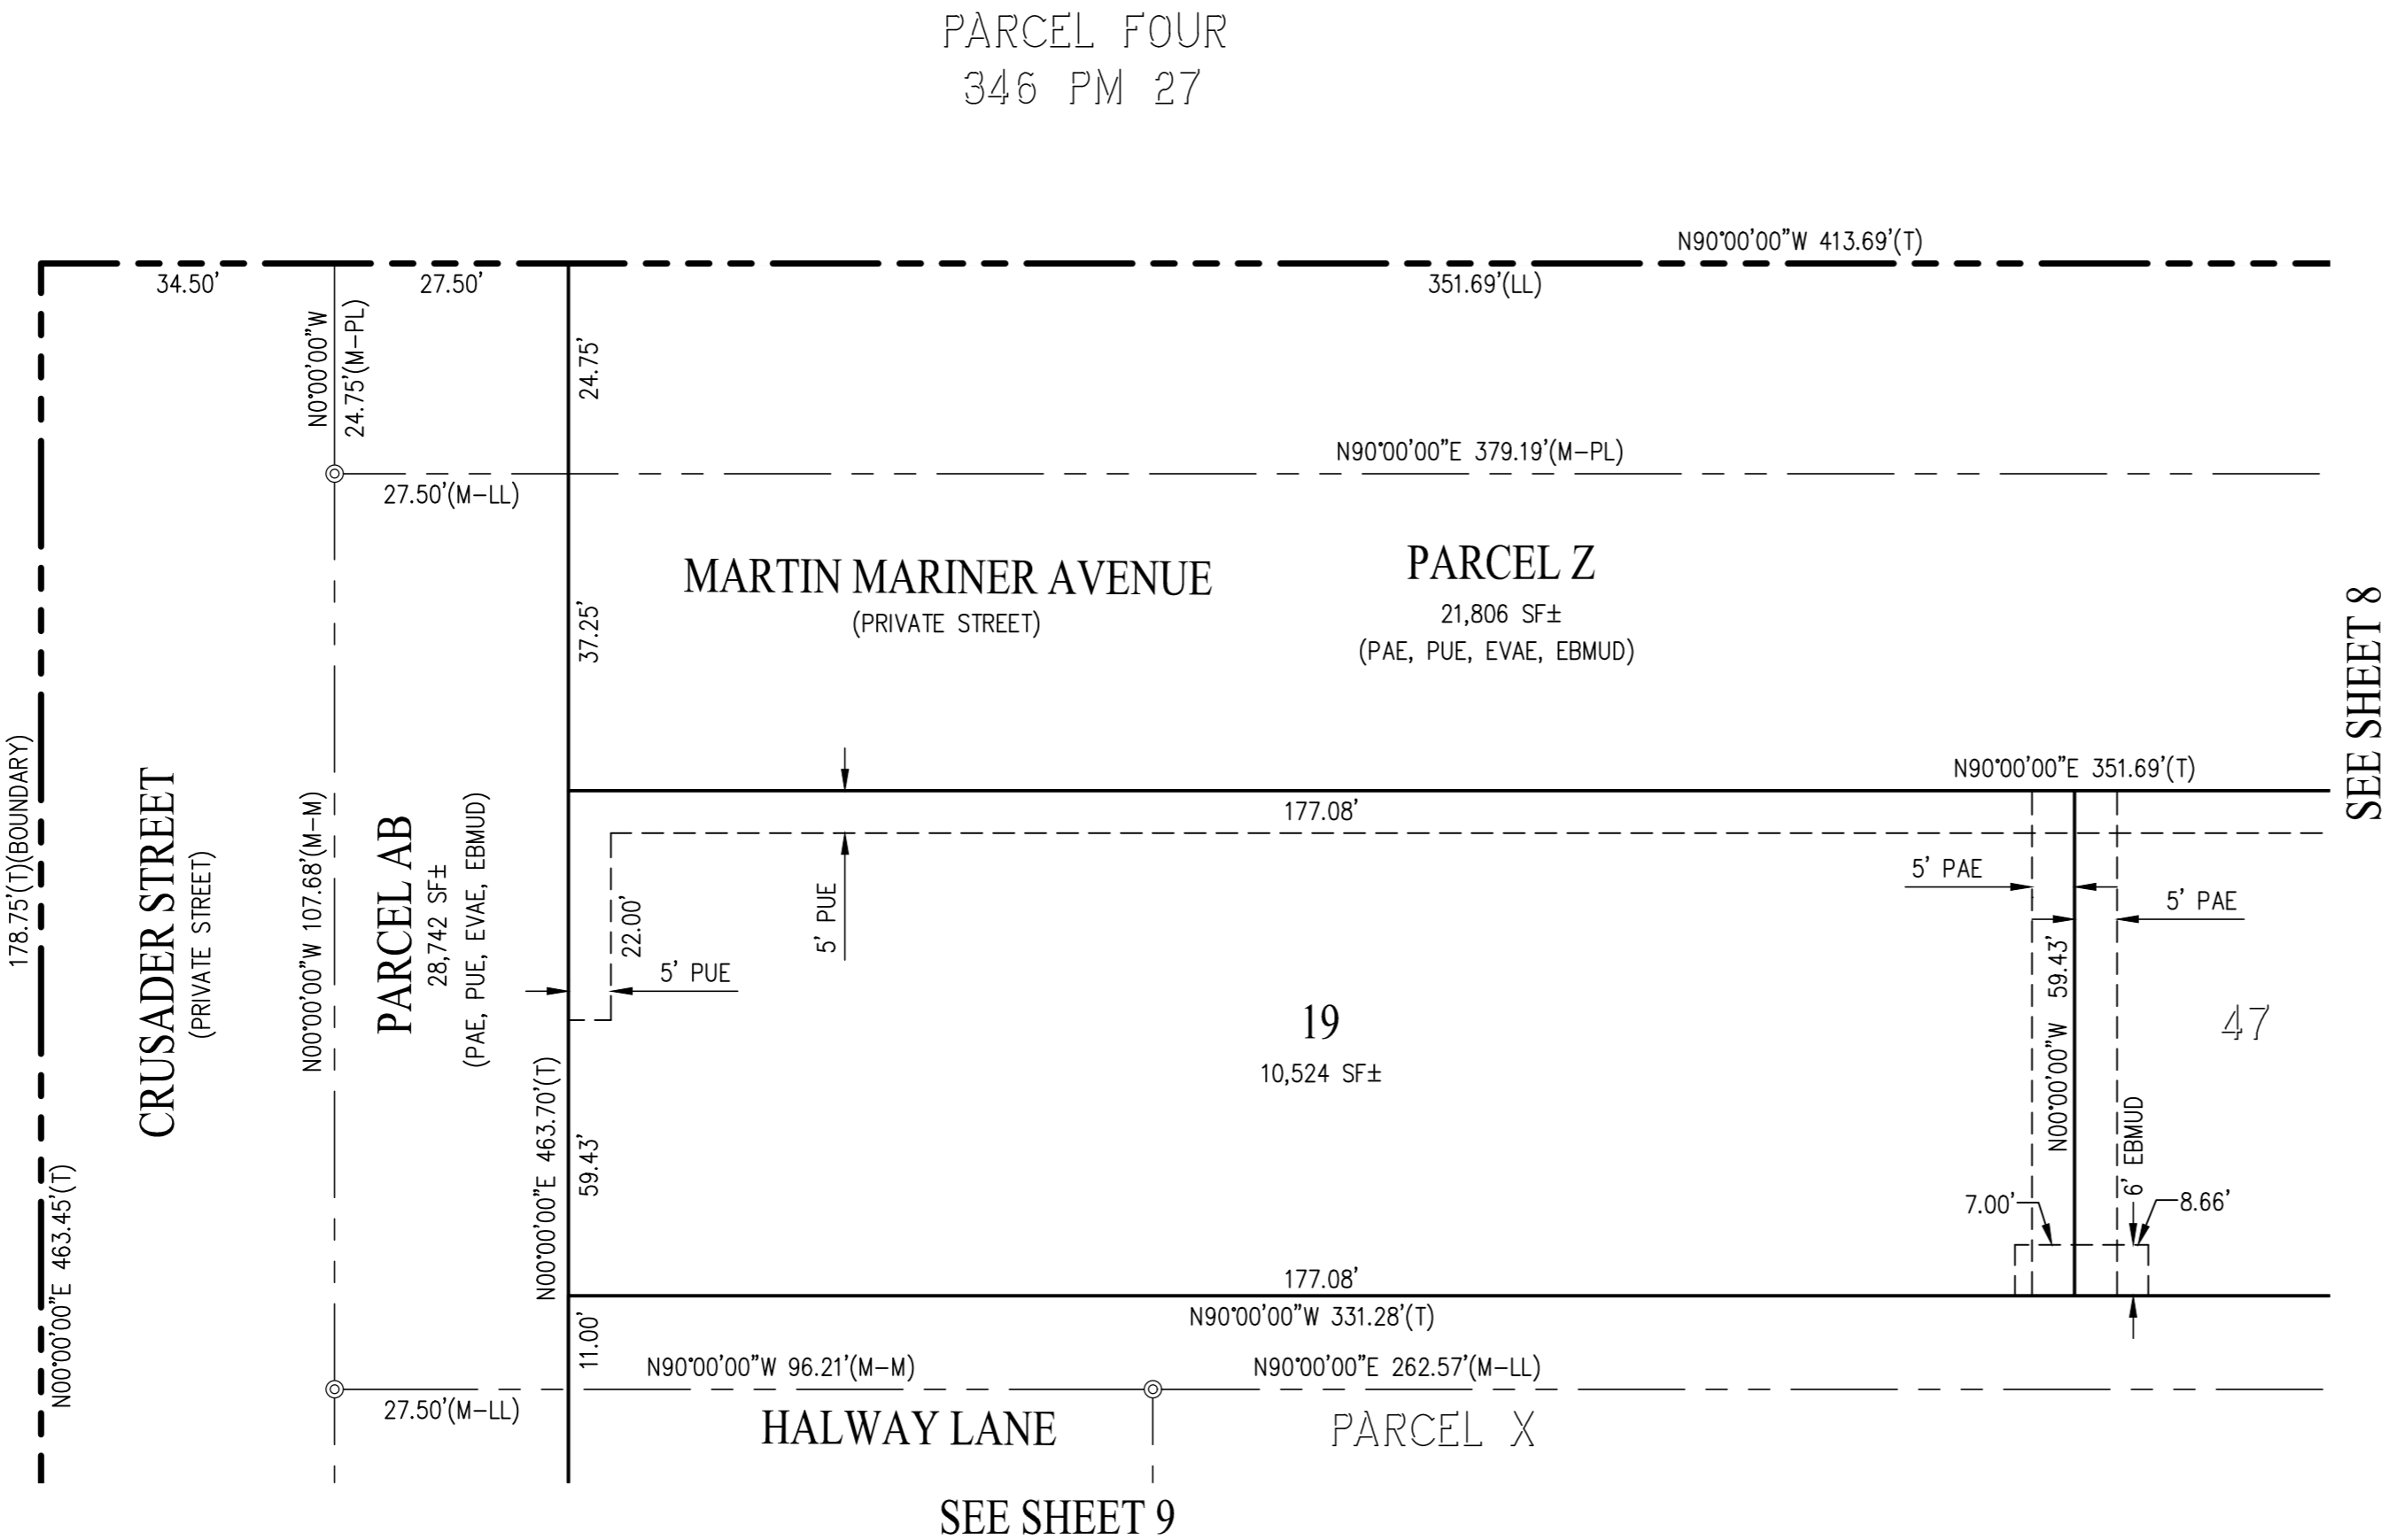 PARCEL FOUR
346 PM 27
N90°00'00"W 413.69'(T)
34.50'
27.50'
351.69'(LL)
N0°00'00"W
24.75'(M-PL)
24.75'
N90°00'00"E 379.19'(M-PL)
27.50'(M-LL)
MARTIN MARINER AVENUE
(PRIVATE STREET)
PARCEL Z
21,806 SF±
(PAE, PUE, EVAE, EBMUD)
37.25'
SEE SHEET 8
178.75'(T)(BOUNDARY)
N00°00'00"E 463.45'(T)
CRUSADER STREET
(PRIVATE STREET)
N00°00'00"W 107.68'(M-M)
PARCEL AB
28,742 SF±
(PAE, PUE, EVAE, EBMUD)
N90°00'00"E 351.69'(T)
177.08'
5' PUE
22.00'
5' PUE
5' PAE
5' PAE
N00°00'00"W 59.43'
19
10,524 SF±
47
N00°00'00"E 463.70'(T)
59.43'
6' EBMUD
7.00'
8.66'
177.08'
N90°00'00"W 331.28'(T)
11.00'
N90°00'00"W 96.21'(M-M)
N90°00'00"E 262.57'(M-LL)
27.50'(M-LL)
HALWAY LANE
PARCEL X
SEE SHEET 9